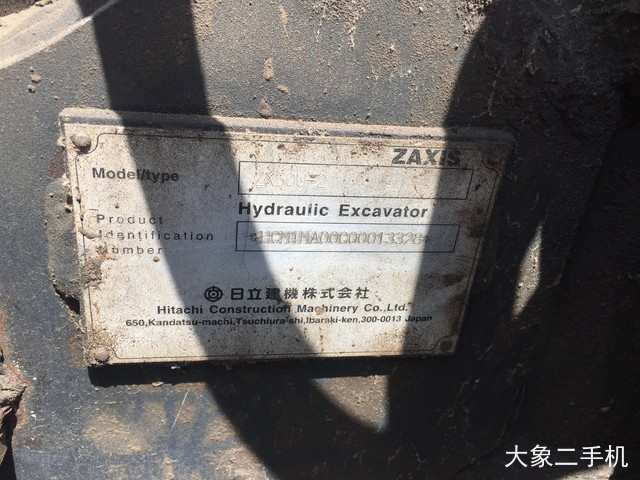 ZAXIS
Model/type
Hydraulic Excavator
Product
Identification
Number
日立建機株式会社
Hitachi Construction Machinery Co.,Ltd.
650,Kandatsu-machi,Tsuchiura-shi,Ibaraki-ken,300-0013 Japan
大象二手机